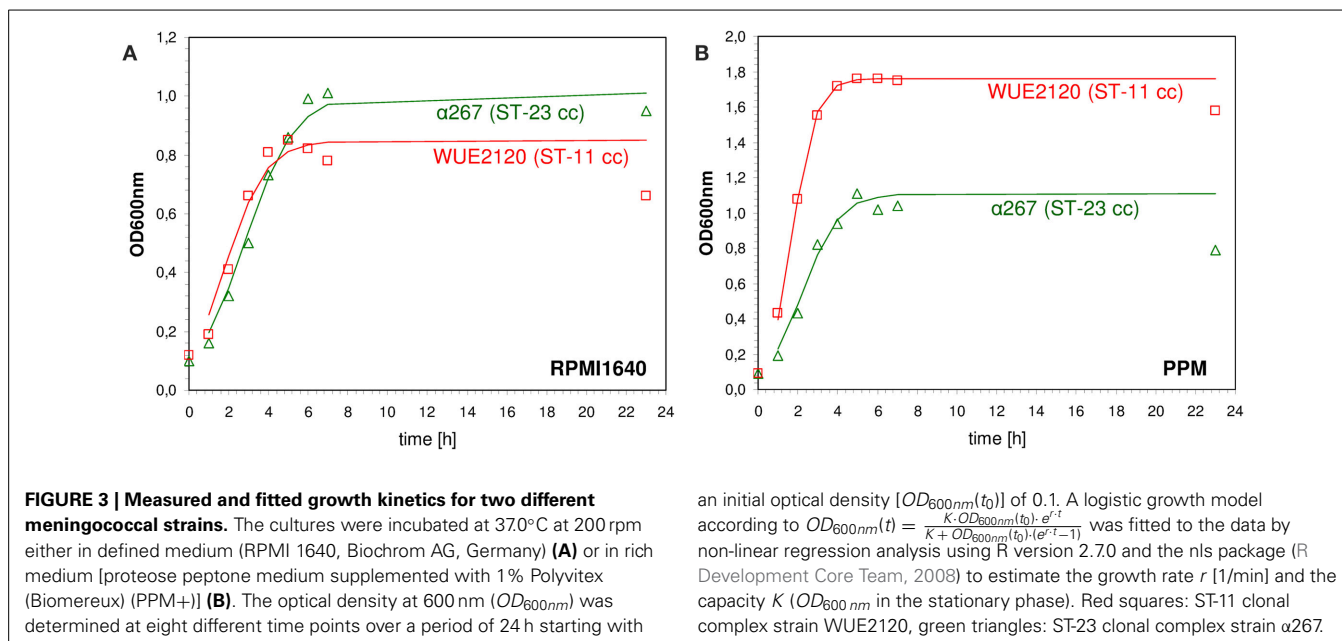 A
1,2
1,0
0,8
0,6
0,4
0,2
0,0
OD600nm
α267 (ST-23 cc)
WUE2120 (ST-11 cc)
RPMI1640
0 2 4 6 8 10 12 14 16 18 20 22 24
time [h]
B
2,0
1,8
1,6
1,4
1,2
1,0
0,8
0,6
0,4
0,2
0,0
OD600nm
WUE2120 (ST-11 cc)
α267 (ST-23 cc)
PPM
0 2 4 6 8 10 12 14 16 18 20 22 24
time [h]
FIGURE 3 | Measured and fitted growth kinetics for two different
meningococcal strains. The cultures were incubated at 37.0°C at 200 rpm
either in defined medium (RPMI 1640, Biochrom AG, Germany) (A) or in rich
medium [proteose peptone medium supplemented with 1% Polyvitex
(Biomereux) (PPM+)] (B). The optical density at 600 nm (OD600nm) was
determined at eight different time points over a period of 24 h starting with
an initial optical density [OD600nm(t0)] of 0.1. A logistic growth model
according to OD600nm(t) = K·OD600nm(t0)·e^r·t / K + OD600nm(t0)·(e^r·t−1) was fitted to the data by
non-linear regression analysis using R version 2.7.0 and the nls package (R
Development Core Team, 2008) to estimate the growth rate r [1/min] and the
capacity K (OD600 nm in the stationary phase). Red squares: ST-11 clonal
complex strain WUE2120, green triangles: ST-23 clonal complex strain α267.